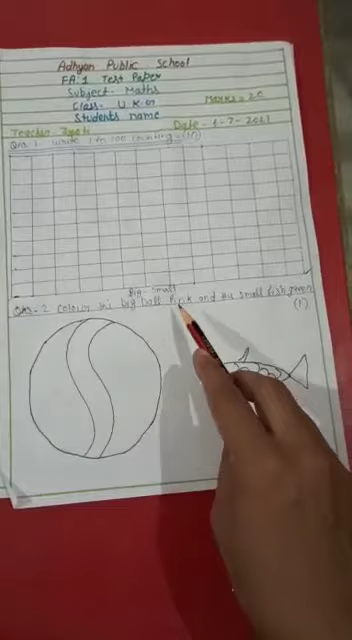 Adhyan Public School
FA:1 Test Paper
Subject- Maths
Class- U.K.G
Marks = 20
Students name
Teacher- Jyoti
Date - 6-7-2021
Qns. 1 write 1 to 100 counting -(10)
Big - Small
Qns- 2 Colour the big ball Pink and the small fish green
(1)